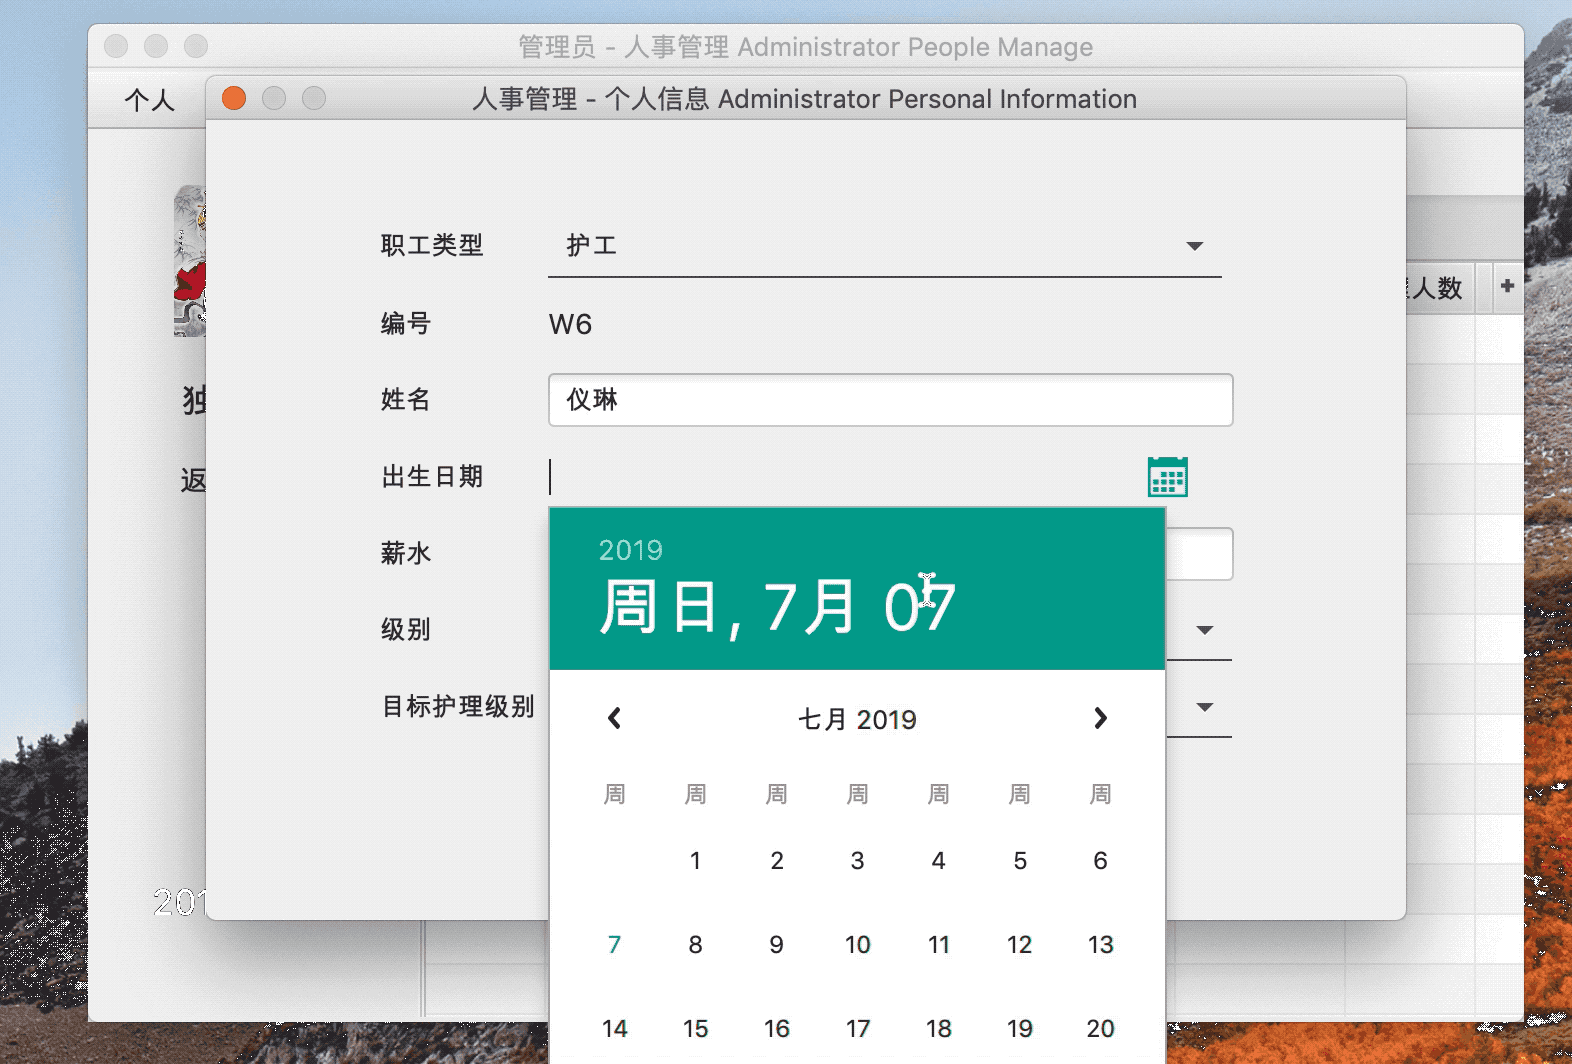 管理员 - 人事管理 Administrator People Manage
个人
人事管理 - 个人信息 Administrator Personal Information
职工类型 护工
编号 W6
人数 +
姓名 仪琳
独
出生日期
返
2019
周日, 7月 07
薪水
级别
目标护理级别
七月 2019
周 周 周 周 周 周 周
1 2 3 4 5 6
201
7 8 9 10 11 12 13
14 15 16 17 18 19 20